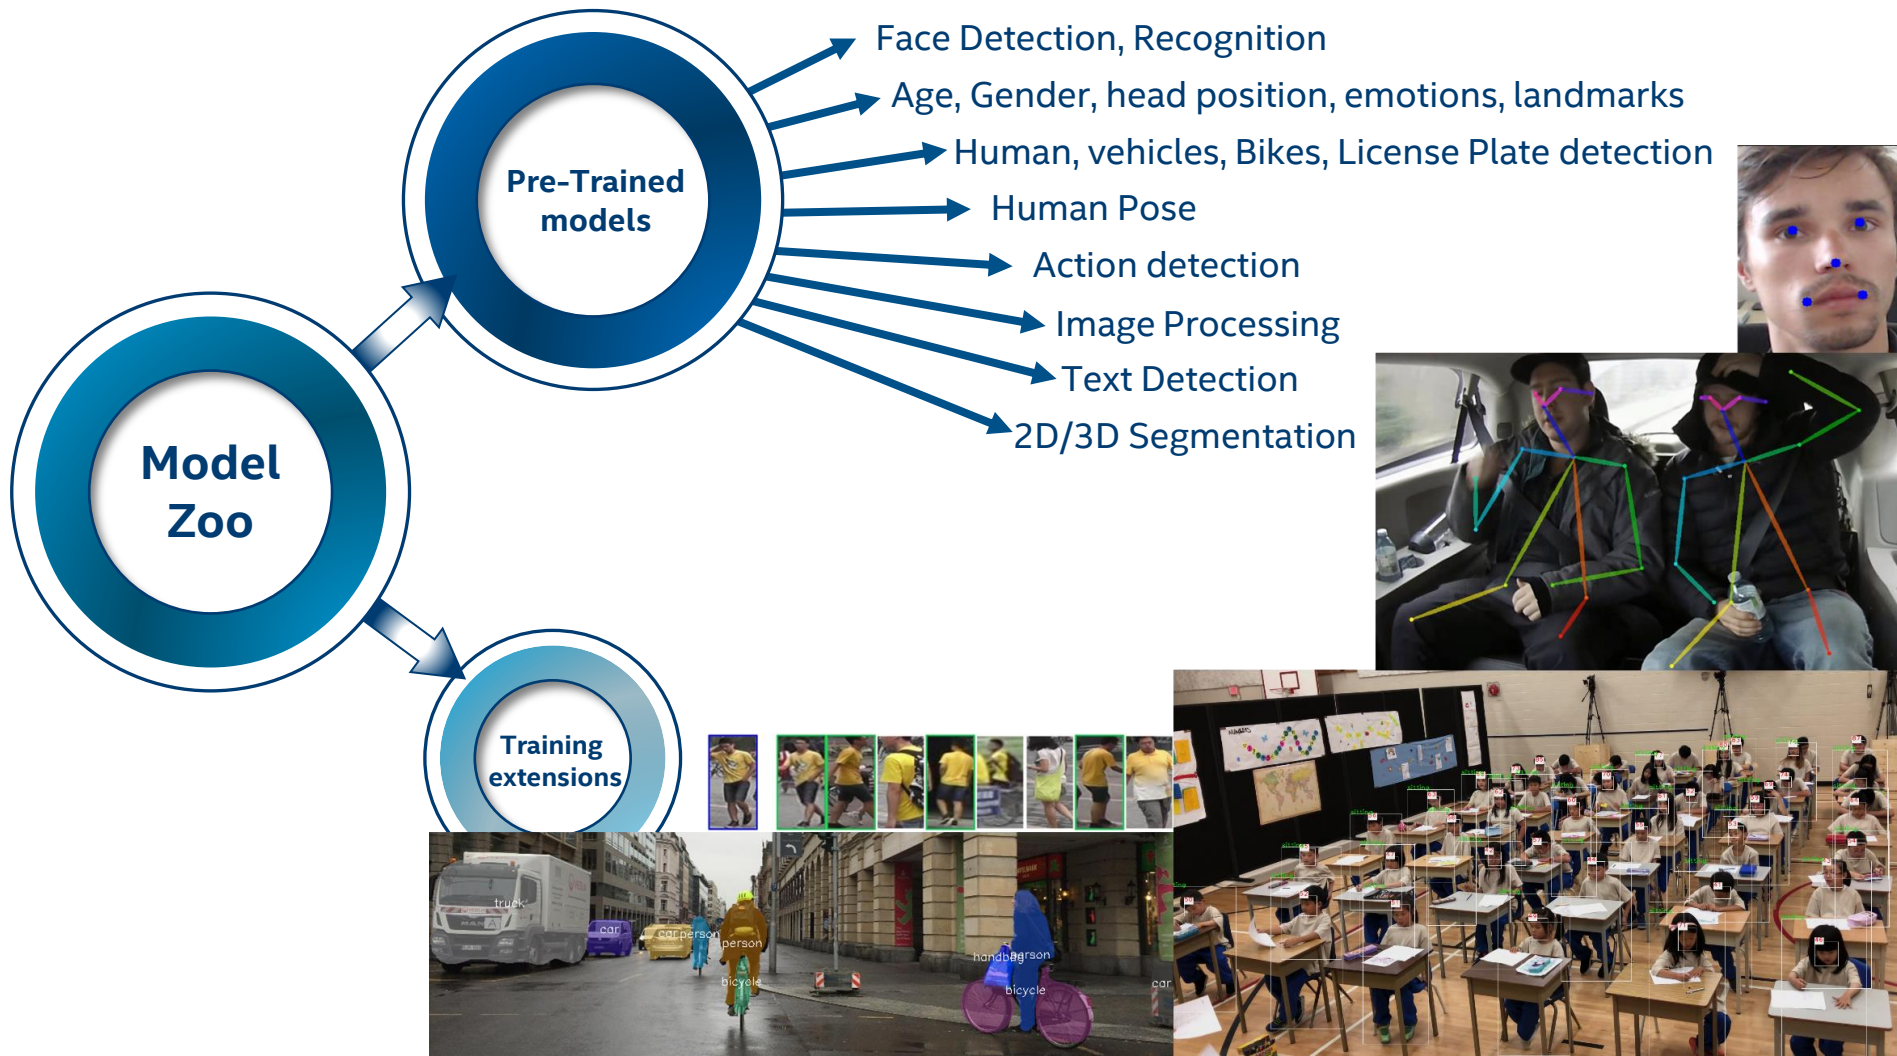 Face Detection, Recognition
Age, Gender, head position, emotions, landmarks
Human, vehicles, Bikes, License Plate detection
Human Pose
Action detection
Image Processing
Text Detection
2D/3D Segmentation
Pre-Trained
models
Model
Zoo
Training
extensions
truck
car
car
person
person
bicycle
handbag
person
bicycle
car
MAN